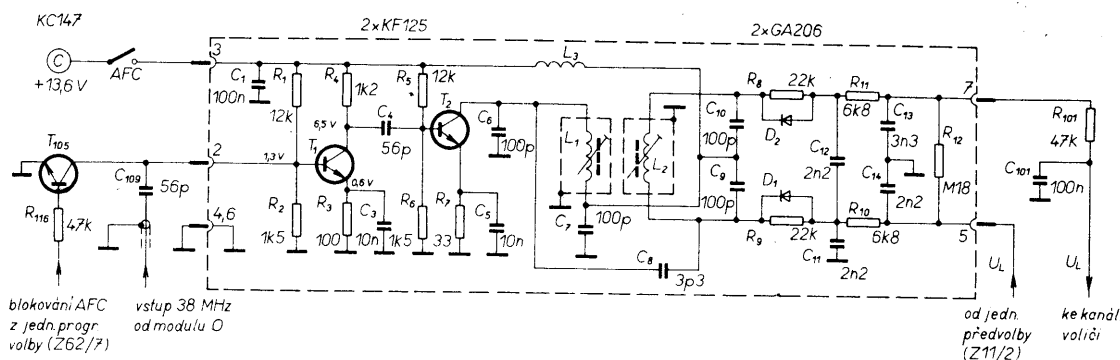 KC147
2×KF125
2×GA206
C
+13,6 V
AFC
3
C1
100n
R1
12k
R4
1k2
R5
12k
L3
T2
C4
56p
C6
100p
6,5 V
T1
1,3 V
0,6 V
2
T105
C109
56p
R116
47k
4,6
R2
1k5
R3
100
C3
10n
R6
1k5
R7
33
C5
10n
L1
L2
C7
100p
C8
3p3
C10
100p
C9
100p
R8
22k
D2
D1
R9
22k
R11
6k8
C12
2n2
C13
3n3
C14
2n2
R10
6k8
C11
2n2
R12
M18
7
5
R101
47k
C101
100n
UL
UL
blokování AFC
z jedn. progr.
volby (Z62/7)
vstup 38 MHz
od modulu O
od jedn.
předvolby
(Z11/2)
ke kanál.
voliči